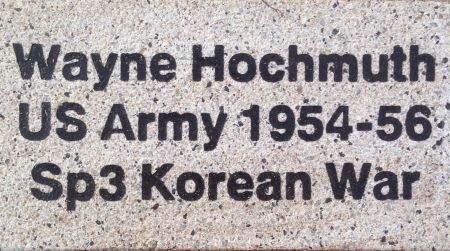 Wayne Hochmuth
US Army 1954-56
Sp3 Korean War